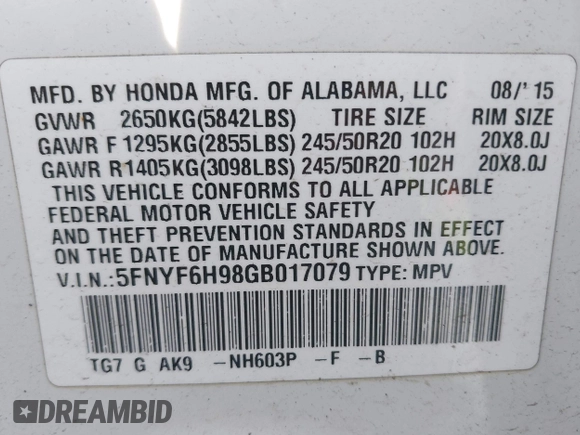 MFD. BY HONDA MFG. OF ALABAMA, LLC 08/'15
GVWR 2650KG(5842LBS) TIRE SIZE RIM SIZE
GAWR F 1295KG(2855LBS) 245/50R20 102H 20X8.0J
GAWR R1405KG(3098LBS) 245/50R20 102H 20X8.0J
THIS VEHICLE CONFORMS TO ALL APPLICABLE
FEDERAL MOTOR VEHICLE SAFETY
AND THEFT PREVENTION STANDARDS IN EFFECT
ON THE DATE OF MANUFACTURE SHOWN ABOVE.
V.I.N.:5FNYF6H98GB017079 TYPE: MPV
TG7 G AK9 -NH603P -F -B
DREAMBID